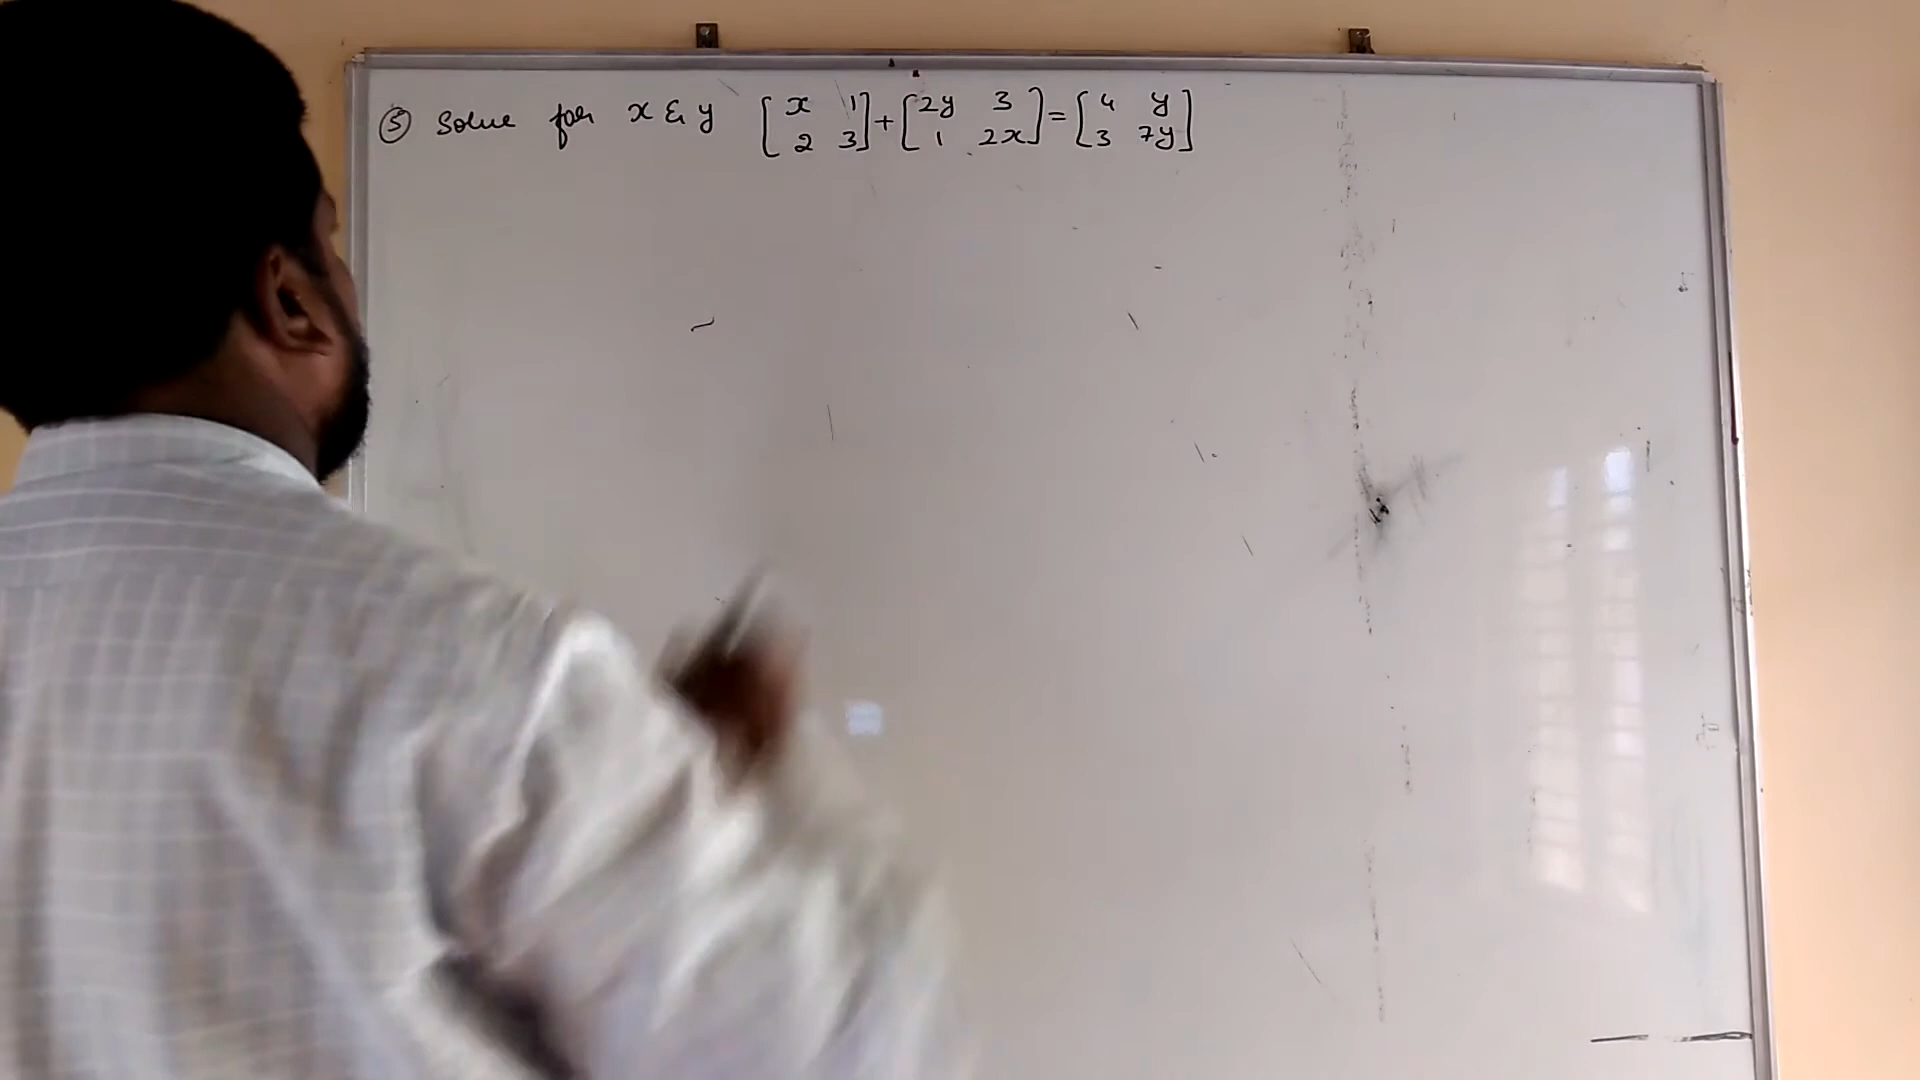 ⑤ Solve for x & y [x 1 2 3] + [2y 3 1 2x] = [4 y 3 7y]